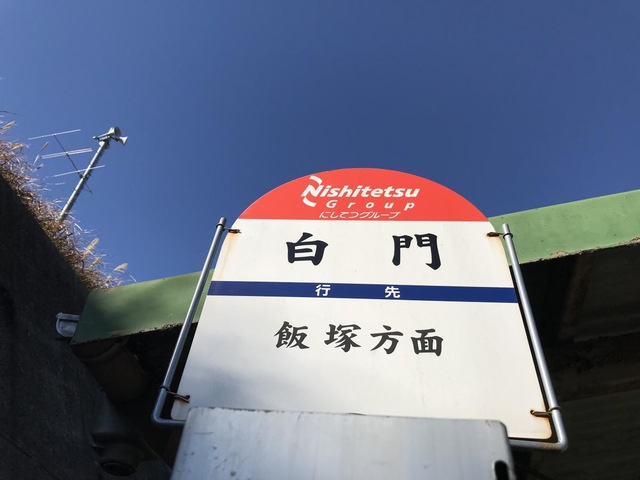 Nishitetsu
Group
にしてつグループ
白門
行先
飯塚方面